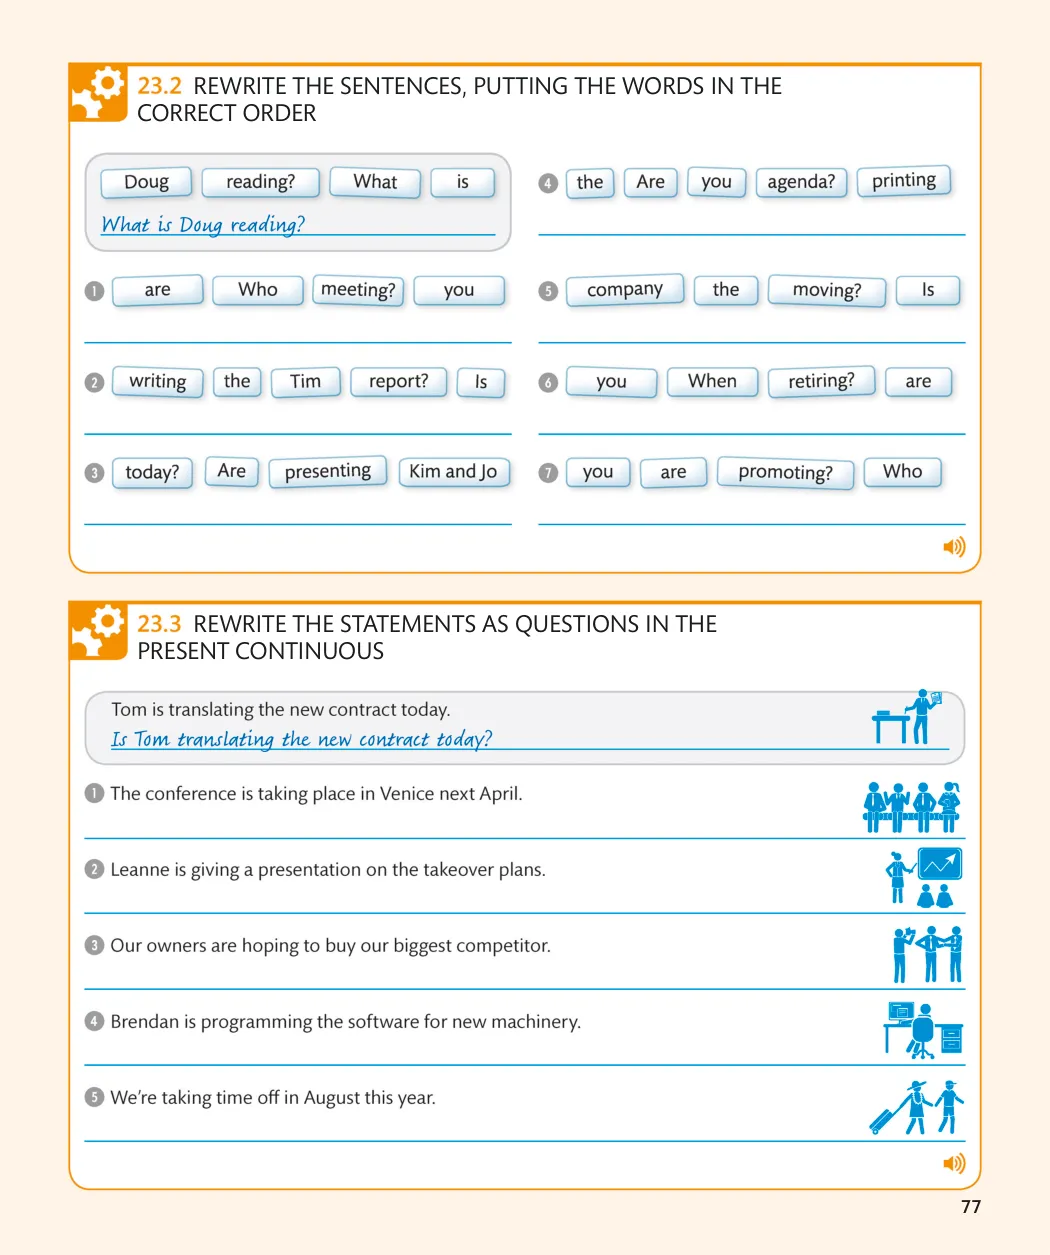 23.2 REWRITE THE SENTENCES, PUTTING THE WORDS IN THE
CORRECT ORDER
Doug reading? What is
What is Doug reading?
1 are Who meeting? you
2 writing the Tim report? Is
3 today? Are presenting Kim and Jo
4 the Are you agenda? printing
5 company the moving? Is
6 you When retiring? are
7 you are promoting? Who
23.3 REWRITE THE STATEMENTS AS QUESTIONS IN THE
PRESENT CONTINUOUS
Tom is translating the new contract today.
Is Tom translating the new contract today?
1 The conference is taking place in Venice next April.
2 Leanne is giving a presentation on the takeover plans.
3 Our owners are hoping to buy our biggest competitor.
4 Brendan is programming the software for new machinery.
5 We’re taking time off in August this year.
77